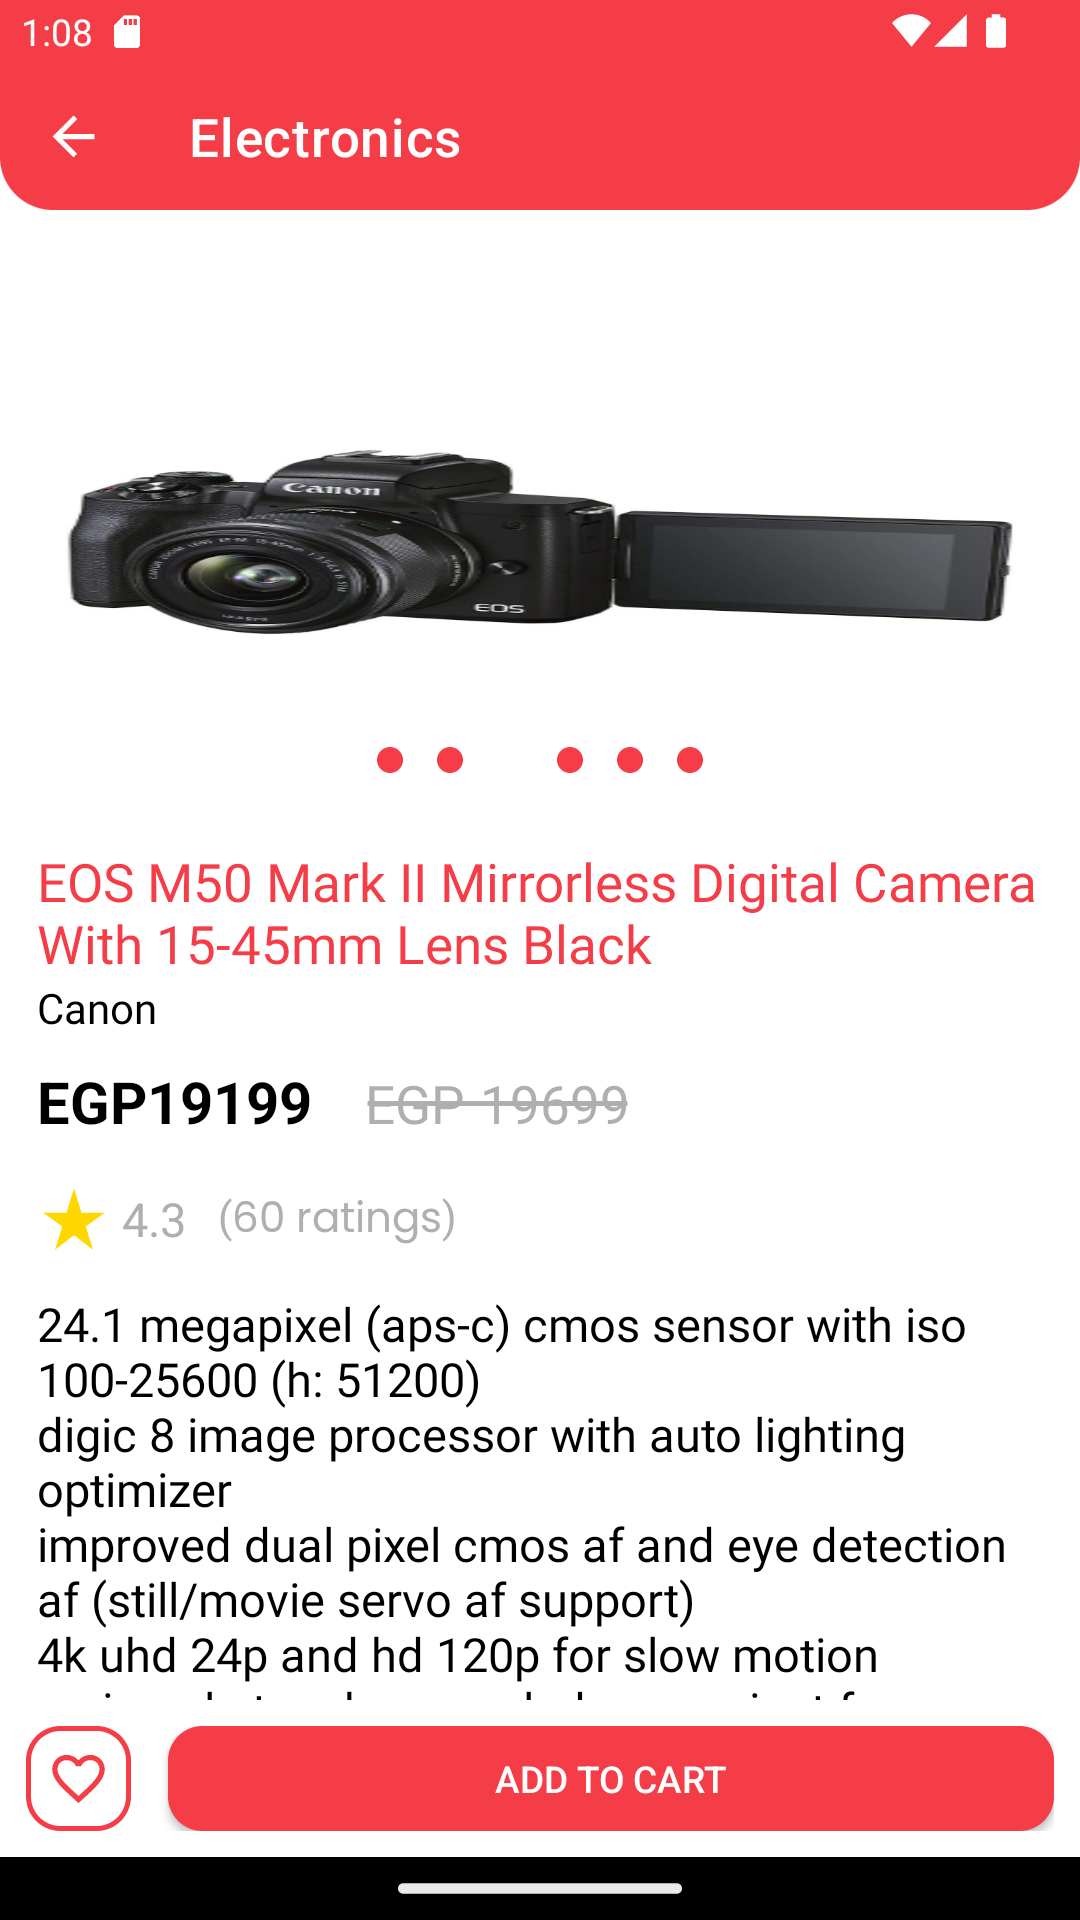 1:08
Electronics
Canon
EOS
EOS M50 Mark II Mirrorless Digital Camera
With 15-45mm Lens Black
Canon
EGP19199 EGP 19699
4.3 (60 ratings)
24.1 megapixel (aps-c) cmos sensor with iso
100-25600 (h: 51200)
digic 8 image processor with auto lighting
optimizer
improved dual pixel cmos af and eye detection
af (still/movie servo af support)
4k uhd 24p and hd 120p for slow motion
ADD TO CART